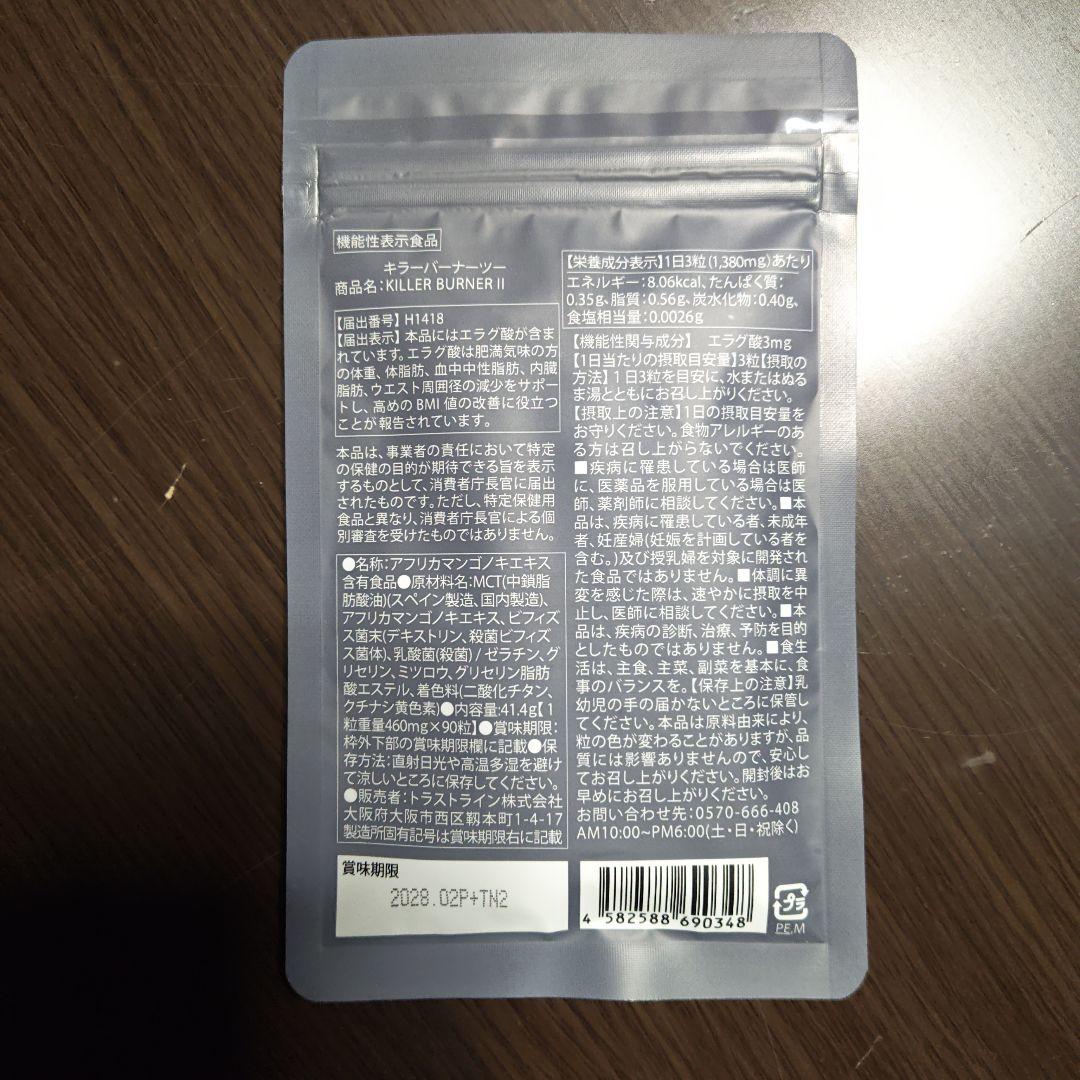 機能性表示食品
キラーバーナーツー
商品名：KILLER BURNER II
【届出番号】H1418
【届出表示】本品にはエラグ酸が含ま
れています。エラグ酸は肥満気味の方
の体重、体脂肪、血中中性脂肪、内臓
脂肪、ウエスト周囲径の減少をサポー
トし、高めのBMI値の改善に役立つ
ことが報告されています。
本品は、事業者の責任において特定
の保健の目的が期待できる旨を表示
するものとして、消費者庁長官に届出
されたものです。ただし、特定保健用
食品と異なり、消費者庁長官による個
別審査を受けたものではありません。
●名称：アフリカマンゴノキエキス
含有食品●原材料名：MCT(中鎖脂
肪酸油)(スペイン製造、国内製造)、
アフリカマンゴノキエキス、ビフィズ
ス菌末(デキストリン、殺菌ビフィズ
ス菌体)、乳酸菌(殺菌) / ゼラチン、グ
リセリン、ミツロウ、グリセリン脂肪
酸エステル、着色料(二酸化チタン、
クチナシ黄色素)●内容量:41.4g【1
粒重量460mg×90粒】●賞味期限：
枠外下部の賞味期限欄に記載●保
存方法：直射日光や高温多湿を避け
て涼しいところに保存してください。
●販売者：トラストライン株式会社
大阪府大阪市西区靱本町1-4-17
製造所固有記号は賞味期限右に記載
【栄養成分表示】1日3粒(1,380mg)あたり
エネルギー：8.06kcal、たんぱく質：
0.35g、脂質：0.56g、炭水化物：0.40g、
食塩相当量：0.0026g
【機能性関与成分】 エラグ酸3mg
【1日当たりの摂取目安量】3粒【摂取の
方法】1日3粒を目安に、水またはぬる
ま湯とともにお召し上がりください。
【摂取上の注意】1日の摂取目安量を
お守りください。食物アレルギーのあ
る方は召し上がらないでください。
■疾病に罹患している場合は医師
に、医薬品を服用している場合は医
師、薬剤師に相談してください。■本
品は、疾病に罹患している者、未成年
者、妊産婦(妊娠を計画している者を
含む。)及び授乳婦を対象に開発され
た食品ではありません。■体調に異
変を感じた際は、速やかに摂取を中
止し、医師に相談してください。■本
品は、疾病の診断、治療、予防を目的
としたものではありません。■食生
活は、主食、主菜、副菜を基本に、食
事のバランスを。【保存上の注意】乳
幼児の手の届かないところに保管し
てください。本品は原料由来により、
粒の色が変わることがありますが、品
質には影響ありませんので、安心し
てお召し上がりください。開封後はお
早めにお召し上がりください。
お問い合わせ先：0570-666-408
AM10:00~PM6:00(土・日・祝除く)
賞味期限
2028.02P+TN2
4 582588 690348
プラ
PE,M